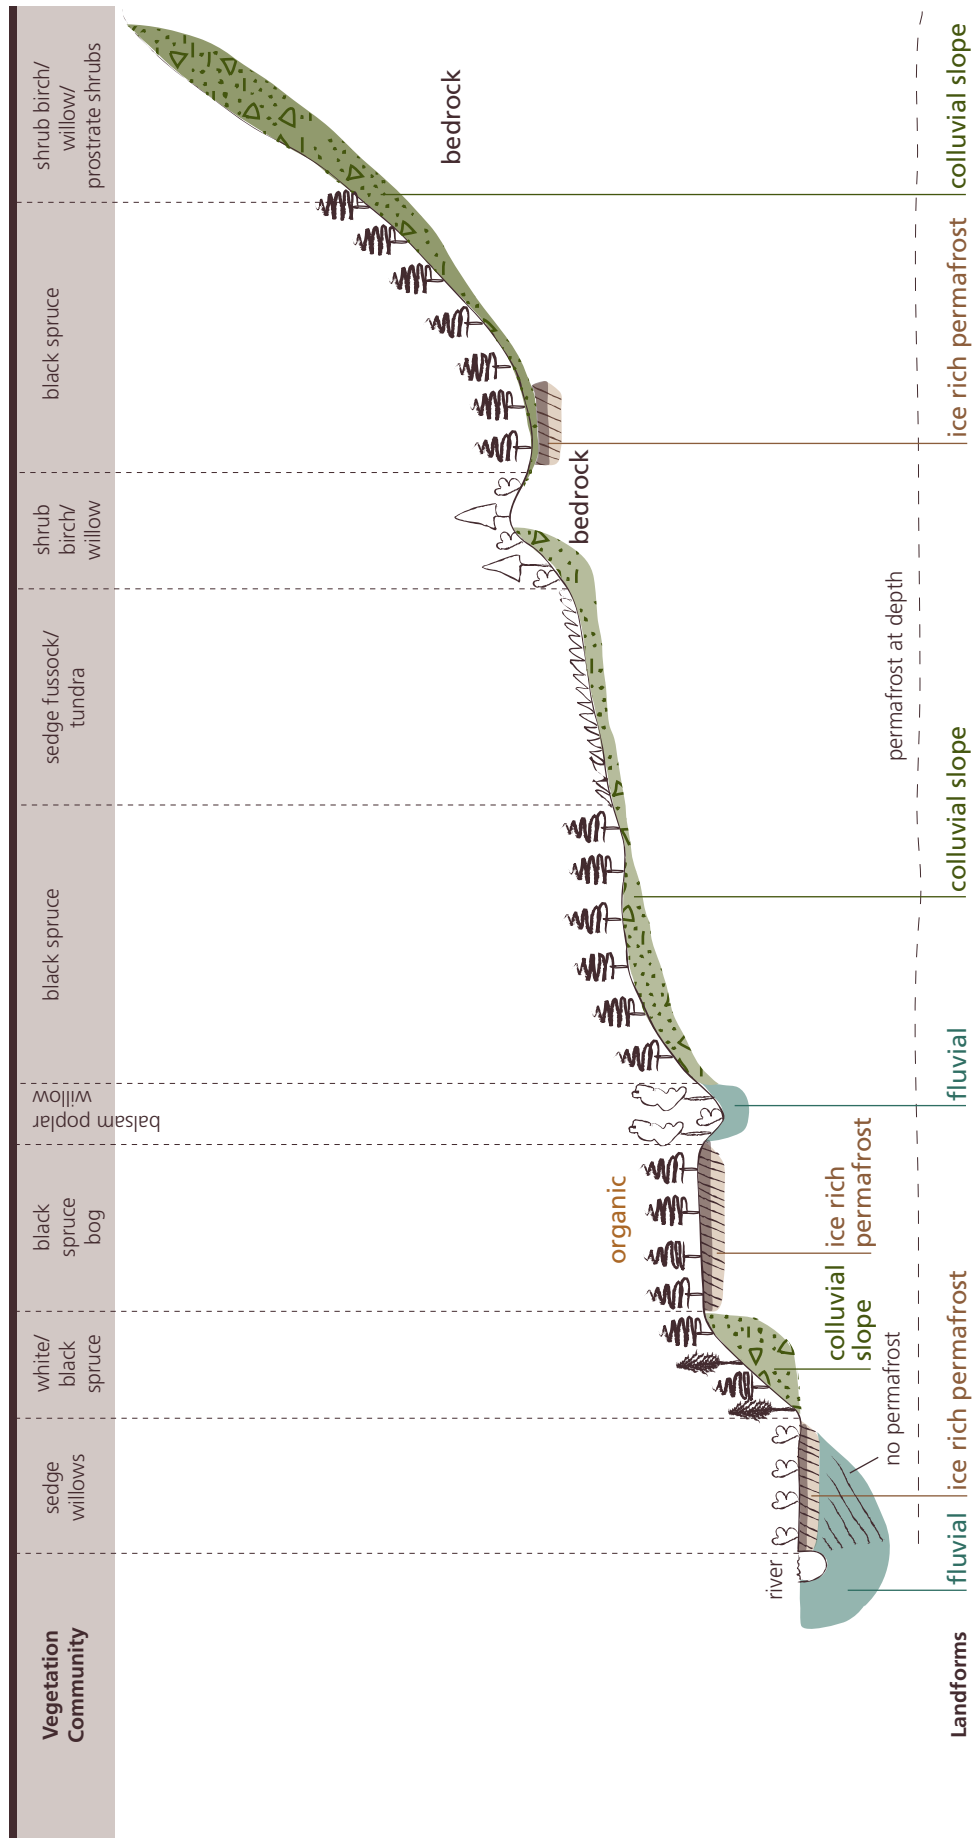 Vegetation
Community
sedge
willows
white/
black
spruce
black
spruce
bog
balsam poplar
willow
black spruce
sedge fussock/
tundra
shrub
birch/
willow
black spruce
shrub birch/
willow/
prostrate shrubs
river
organic
bedrock
bedrock
no permafrost
colluvial
slope
ice rich
permafrost
permafrost at depth
Landforms
fluvial
ice rich permafrost
fluvial
colluvial slope
ice rich permafrost
colluvial slope